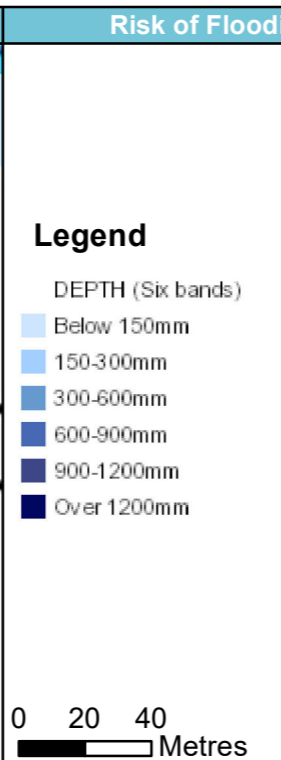 Risk of Floodi
Legend
DEPTH (Six bands)
Below 150mm
150-300mm
300-600mm
600-900mm
900-1200mm
Over 1200mm
0 20 40
Metres